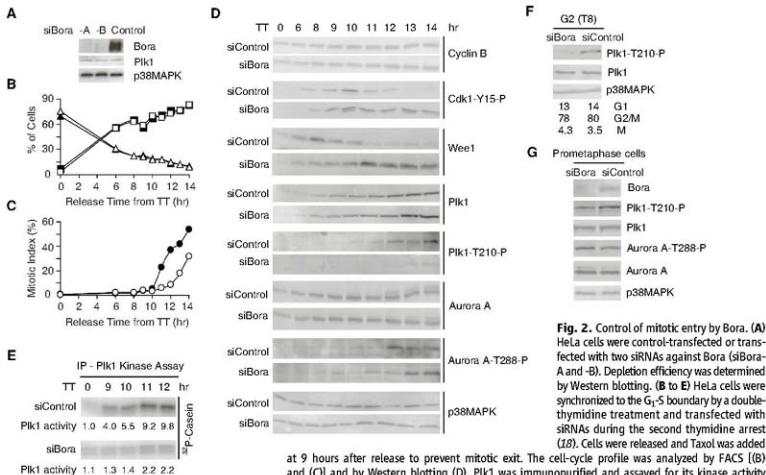 A
siBora -A -B Control
Bora
Plk1
p38MAPK
B
% of Cells
90
60
30
0
0 2 4 6 8 10 12 14
Release Time from TT (hr)
C
Mitotic Index (%)
60
40
20
0
0 2 4 6 8 10 12 14
Release Time from TT (hr)
E
IP - Plk1 Kinase Assay
TT 0 9 10 11 12 hr
siControl
Plk1 activity 1.0 4.0 5.5 9.2 9.8
siBora
Plk1 activity 1.1 1.3 1.4 2.2 2.2
32P-Casein
D
TT 0 6 8 9 10 11 12 13 14 hr
siControl
siBora
Cyclin B
siControl
siBora
Cdk1-Y15-P
siControl
siBora
Wee1
siControl
siBora
Plk1
siControl
siBora
Plk1-T210-P
siControl
siBora
Aurora A
siControl
siBora
Aurora A-T288-P
siControl
siBora
p38MAPK
F
G2 (T8)
siBora siControl
Plk1-T210-P
Plk1
p38MAPK
13 14 G1
78 80 G2/M
4.3 3.5 M
G
Prometaphase cells
siBora siControl
Bora
Plk1-T210-P
Plk1
Aurora A-T288-P
Aurora A
p38MAPK
Fig. 2. Control of mitotic entry by Bora. (A)
HeLa cells were control-transfected or trans-
fected with two siRNAs against Bora (siBora-
A and -B). Depletion efficiency was determined
by Western blotting. (B to E) HeLa cells were
synchronized to the G1-S boundary by a double-
thymidine treatment and transfected with
siRNAs during the second thymidine arrest
(18). Cells were released and Taxol was added
at 9 hours after release to prevent mitotic exit. The cell-cycle profile was analyzed by FACS [(B)
and (C)] and by Western blotting (D). Plk1 was immunopurified and assayed for its kinase activity